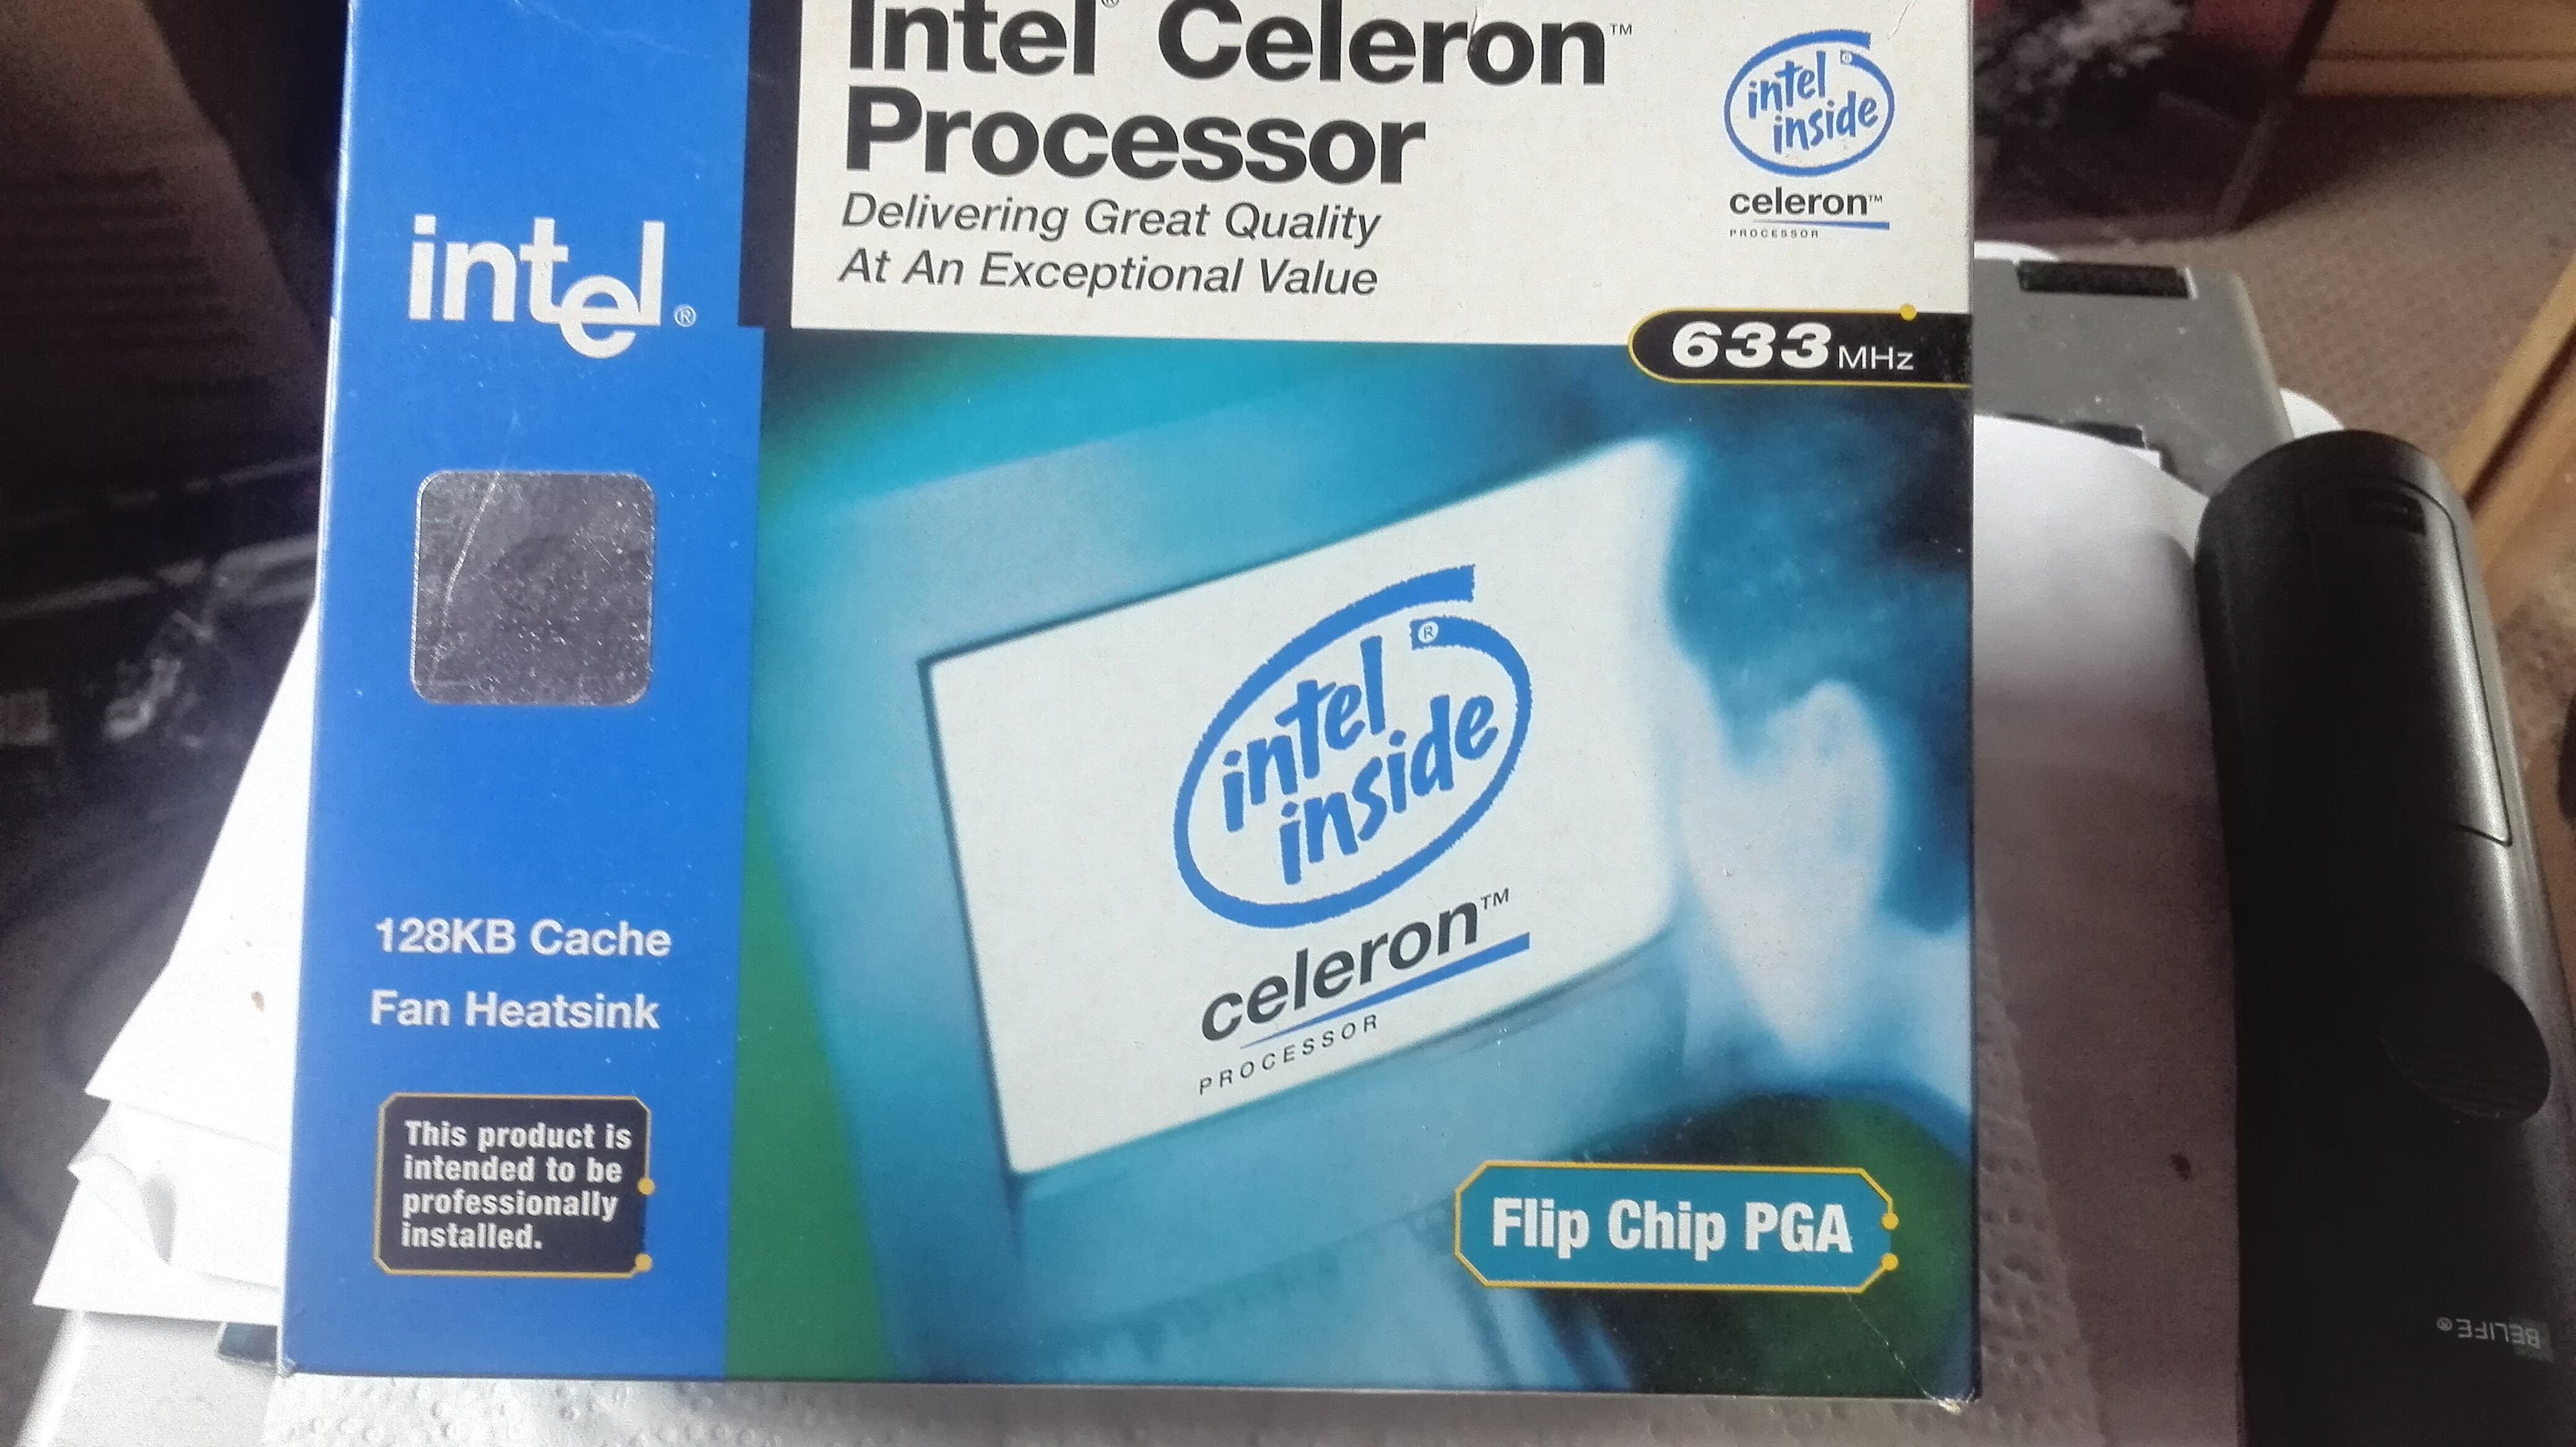 Intel® Celeron™
Processor
Delivering Great Quality
At An Exceptional Value
intel®
inside
celeron™
PROCESSOR
633 MHz
intel®
128KB Cache
Fan Heatsink
This product is
intended to be
professionally
installed.
intel®
inside
celeron™
PROCESSOR
Flip Chip PGA
BELIFE®